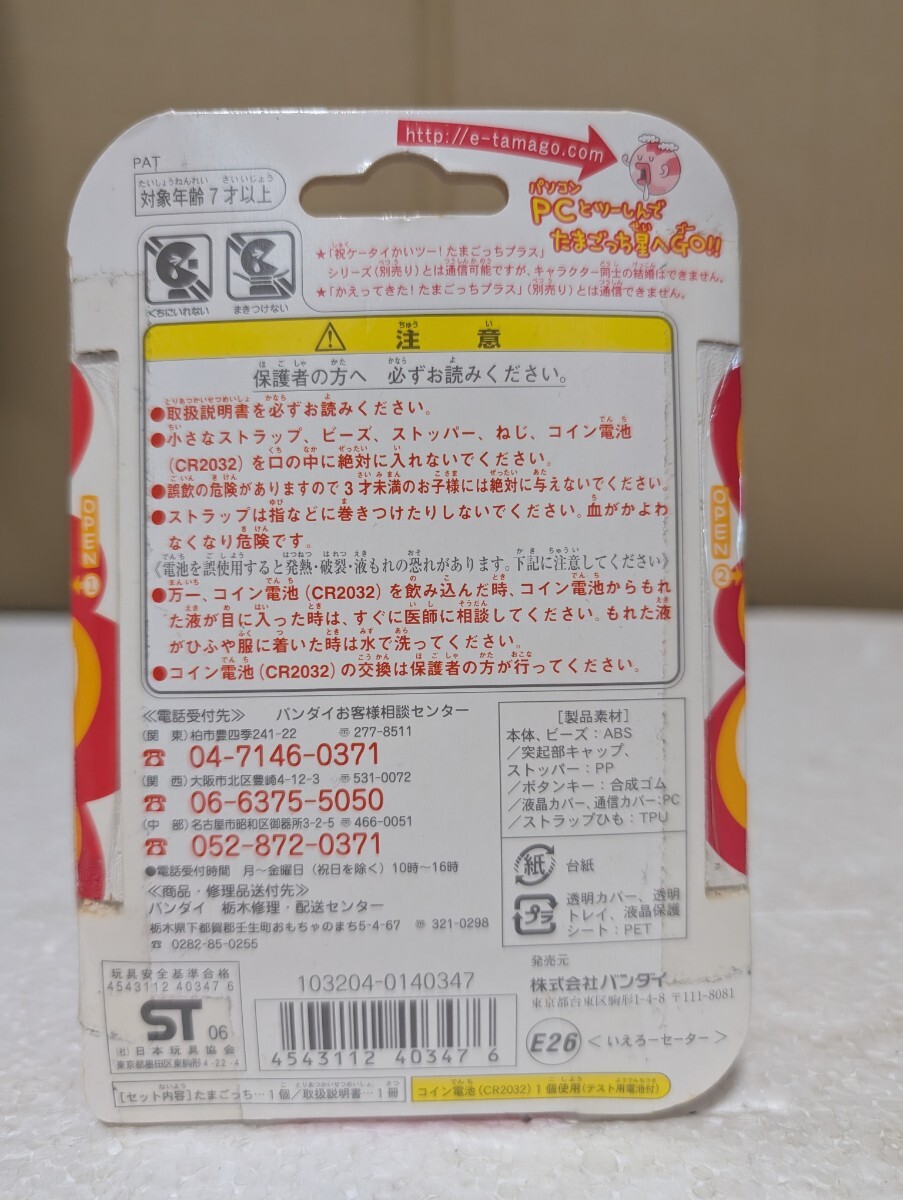 PAT
http://e-tamago.com
対象年齢7才以上
たいしょうねんれい さいいじょう
パソコン
PCとツーしんで
たまごっち星へGO!!
くちにいれない
まきつけない
★「祝ケータイかいツー!たまごっちプラス」
シリーズ(別売り)とは通信可能ですが、キャラクター同士の結婚はできません。
★「かえってきた!たまごっちプラス」(別売り)とは通信できません。
注意
保護者の方へ 必ずお読みください。
●取扱説明書を必ずお読みください。
●小さなストラップ、ビーズ、ストッパー、ねじ、コイン電池
(CR2032)を口の中に絶対に入れないでください。
●誤飲の危険がありますので3才未満のお子様には絶対に与えないでください。
●ストラップは指などに巻きつけたりしないでください。血がかよわ
なくなり危険です。
《電池を誤使用すると発熱・破裂・液もれの恐れがあります。下記に注意してください》
●万一、コイン電池(CR2032)を飲み込んだ時、コイン電池からもれ
た液が目に入った時は、すぐに医師に相談してください。もれた液
がひふや服に着いた時は水で洗ってください。
●コイン電池(CR2032)の交換は保護者の方が行ってください。
OPEN
1
OPEN
2
≪電話受付先≫ バンダイお客様相談センター
(関 東)柏市豊四季241-22 〒277-8511
☎ 04-7146-0371
(関 西)大阪市北区豊崎4-12-3 〒531-0072
☎ 06-6375-5050
(中 部)名古屋市昭和区御器所3-2-5 〒466-0051
☎ 052-872-0371
●電話受付時間 月〜金曜日(祝日を除く)10時〜16時
≪商品・修理品送付先≫
バンダイ 栃木修理・配送センター
栃木県下都賀郡壬生町おもちゃのまち5-4-67 〒321-0298
☎ 0282-85-0255
[製品素材]
本体、ビーズ:ABS
/突起部キャップ、
ストッパー:PP
/ボタンキー:合成ゴム
/液晶カバー、通信カバー:PC
/ストラップひも:TPU
紙
台紙
プラ
透明カバー、透明
トレイ、液晶保護
シート:PET
発売元
株式会社バンダイ
東京都台東区駒形1-4-8 〒111-8081
E26
<いえろーセーター>
玩具安全基準合格
4543112 40347 6
ST 06
(社)日本玩具協会
東京都墨田区東駒形4-22-4
103204-0140347
4543112 403476
[セット内容]たまごっち…1個/取扱説明書…1冊
コイン電池(CR2032)1個使用(テスト用電池付)